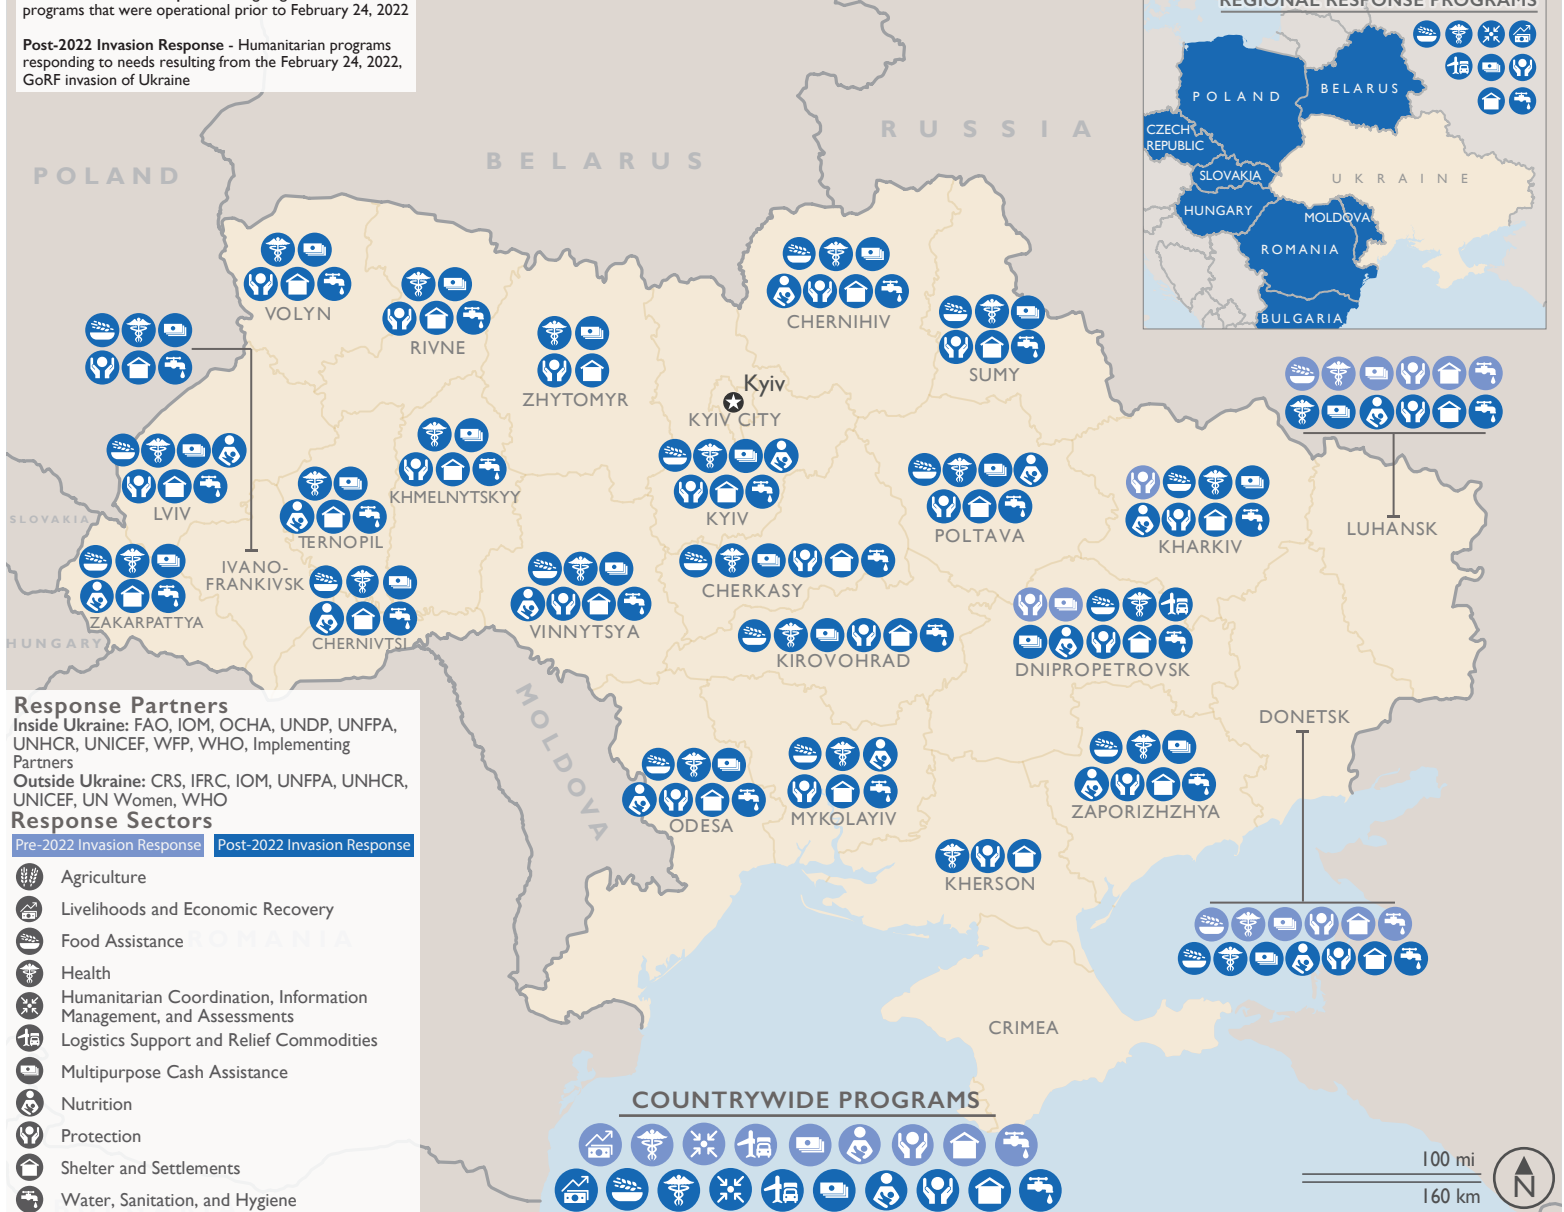 programs that were operational prior to February 24, 2022
Post-2022 Invasion Response - Humanitarian programs
responding to needs resulting from the February 24, 2022,
GoRF invasion of Ukraine
REGIONAL RESPONSE PROGRAMS
POLAND
BELARUS
CZECH
REPUBLIC
SLOVAKIA
UKRAINE
HUNGARY
MOLDOVA
ROMANIA
BULGARIA
RUSSIA
BELARUS
POLAND
VOLYN
RIVNE
CHERNIHIV
SUMY
ZHYTOMYR
Kyiv
KYIV CITY
KHMELNYTSKYY
LVIV
TERNOPIL
KYIV
POLTAVA
KHARKIV
LUHANSK
SLOVAKIA
IVANO-
FRANKIVSK
ZAKARPATTYA
CHERNIVTSI
VINNYTSYA
CHERKASY
KIROVOHRAD
DNIPROPETROVSK
HUNGARY
MOLDOVA
DONETSK
ODESA
MYKOLAYIV
ZAPORIZHZHYA
KHERSON
CRIMEA
ROMANIA
Response Partners
Inside Ukraine: FAO, IOM, OCHA, UNDP, UNFPA,
UNHCR, UNICEF, WFP, WHO, Implementing
Partners
Outside Ukraine: CRS, IFRC, IOM, UNFPA, UNHCR,
UNICEF, UN Women, WHO
Response Sectors
Pre-2022 Invasion Response
Post-2022 Invasion Response
Agriculture
Livelihoods and Economic Recovery
Food Assistance
Health
Humanitarian Coordination, Information
Management, and Assessments
Logistics Support and Relief Commodities
Multipurpose Cash Assistance
Nutrition
Protection
Shelter and Settlements
Water, Sanitation, and Hygiene
COUNTRYWIDE PROGRAMS
100 mi
160 km
N